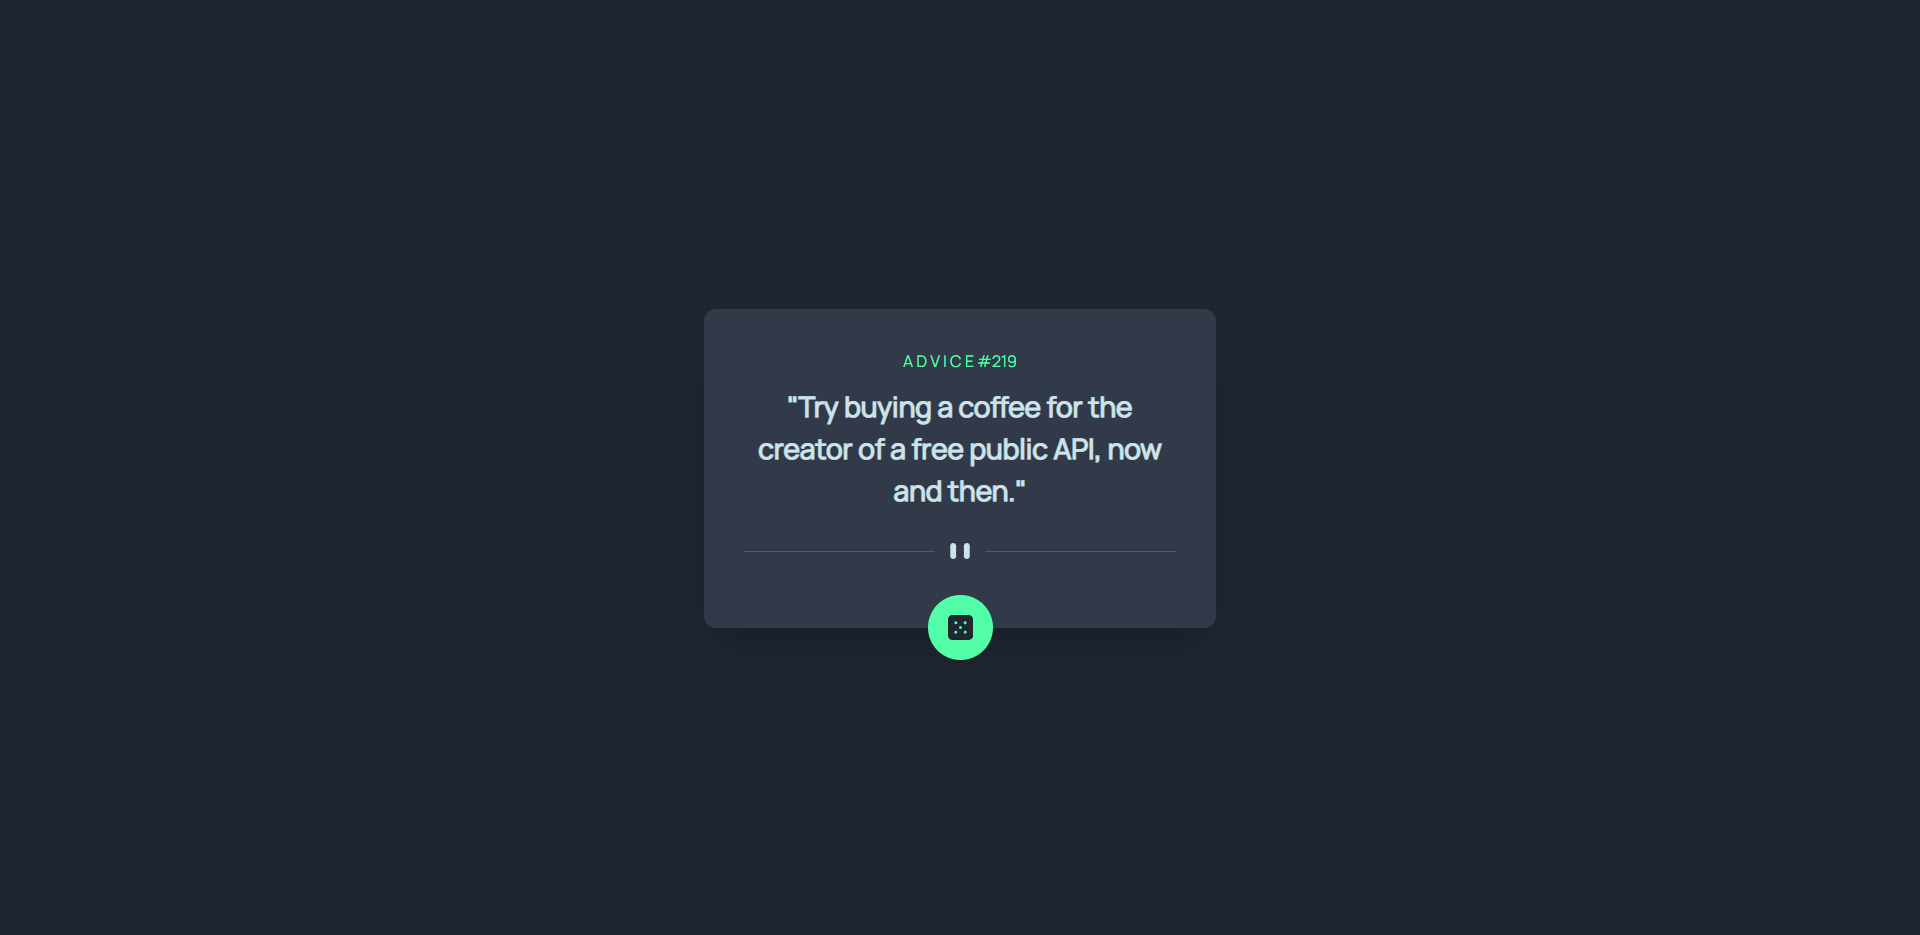 ADVICE#219
"Try buying a coffee for the
creator of a free public API, now
and then."